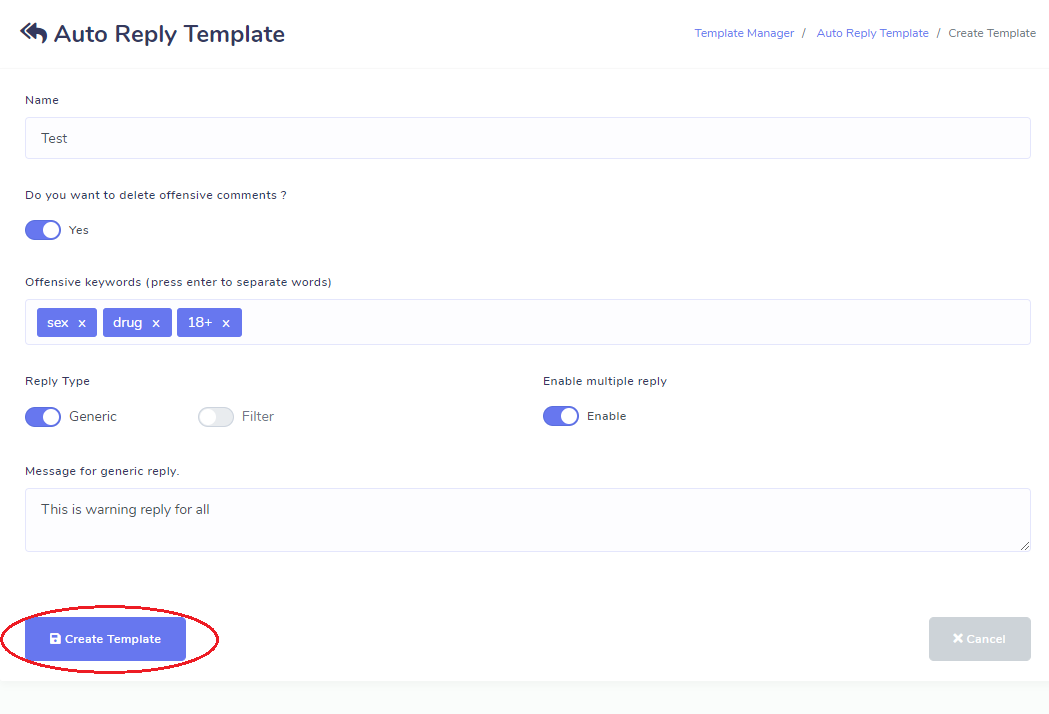 Auto Reply Template
Template Manager / Auto Reply Template / Create Template
Name
Test
Do you want to delete offensive comments ?
Yes
Offensive keywords (press enter to separate words)
sex x drug x 18+ x
Reply Type
Enable multiple reply
Generic
Filter
Enable
Message for generic reply.
This is warning reply for all
Create Template
Cancel